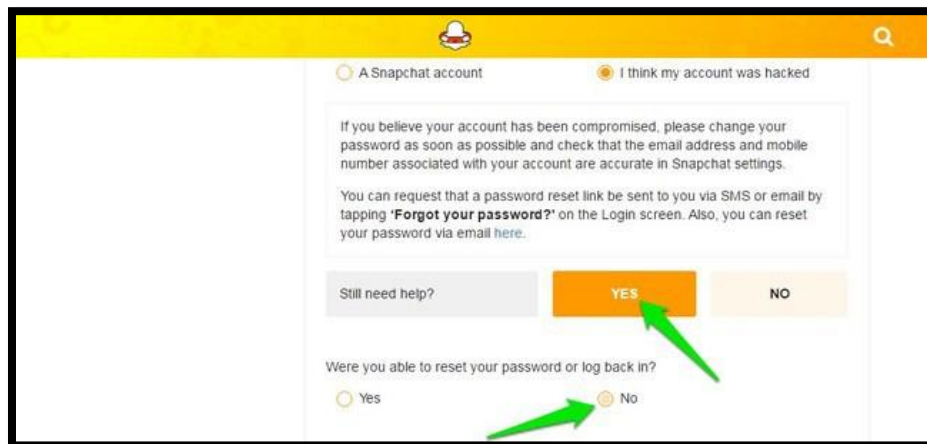 A Snapchat account
I think my account was hacked
If you believe your account has been compromised, please change your
password as soon as possible and check that the email address and mobile
number associated with your account are accurate in Snapchat settings.
You can request that a password reset link be sent to you via SMS or email by
tapping 'Forgot your password?' on the Login screen. Also, you can reset
your password via email here.
Still need help?
YES
NO
Were you able to reset your password or log back in?
Yes
No